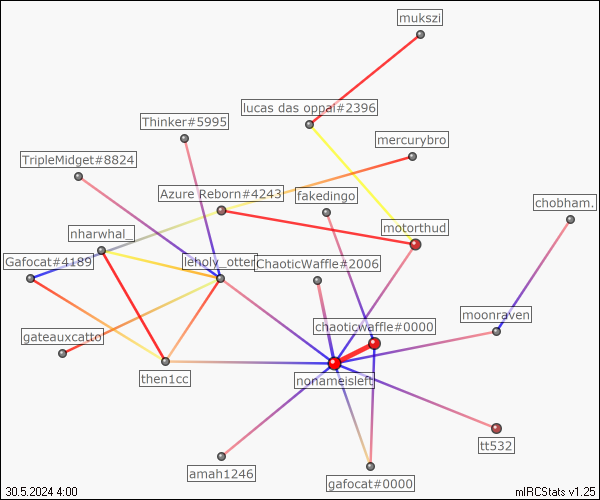 mukszi
lucas das oppai#2396
Thinker#5995
mercurybro
TripleMidget#8824
Azure Reborn#4243
fakedingo
chobham.
motorthud
nharwhal_
Gafocat#4189
leholy_otter
ChaoticWaffle#2006
moonraven
chaoticwaffle#0000
gateauxcatto
then1cc
nonameisleft
tt532
amah1246
gafocat#0000
30.5.2024 4:00
mIRCStats v1.25